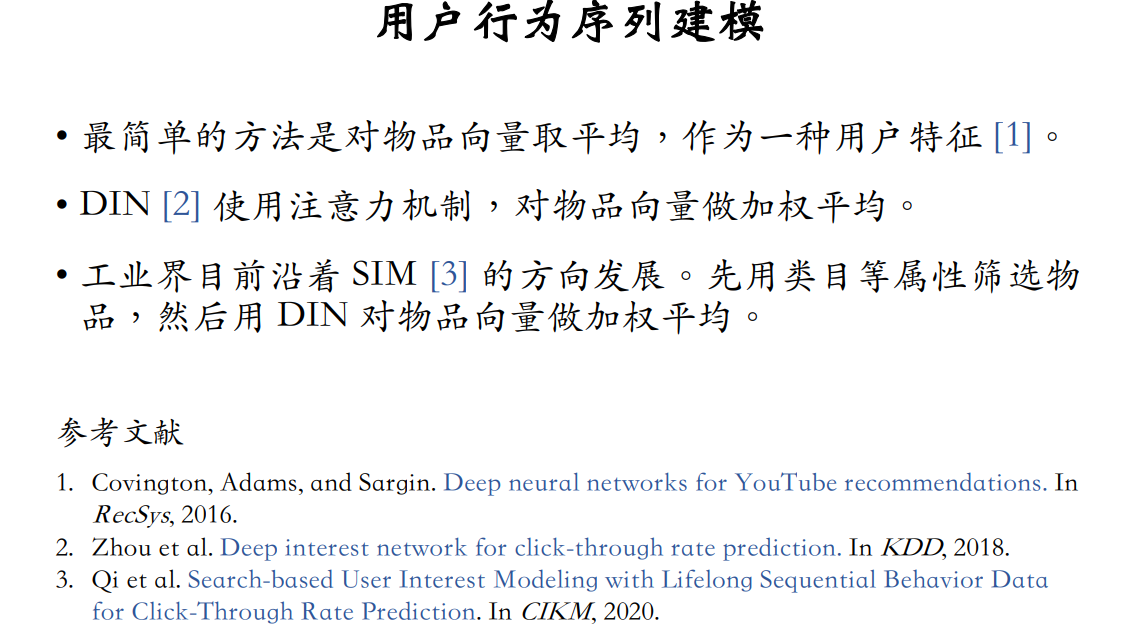 用户行为序列建模
• 最简单的方法是对物品向量取平均，作为一种用户特征 [1]。
• DIN [2] 使用注意力机制，对物品向量做加权平均。
• 工业界目前沿着 SIM [3] 的方向发展。先用类目等属性筛选物
品，然后用 DIN 对物品向量做加权平均。
参考文献
1. Covington, Adams, and Sargin. Deep neural networks for YouTube recommendations. In
RecSys, 2016.
2. Zhou et al. Deep interest network for click-through rate prediction. In KDD, 2018.
3. Qi et al. Search-based User Interest Modeling with Lifelong Sequential Behavior Data
for Click-Through Rate Prediction. In CIKM, 2020.